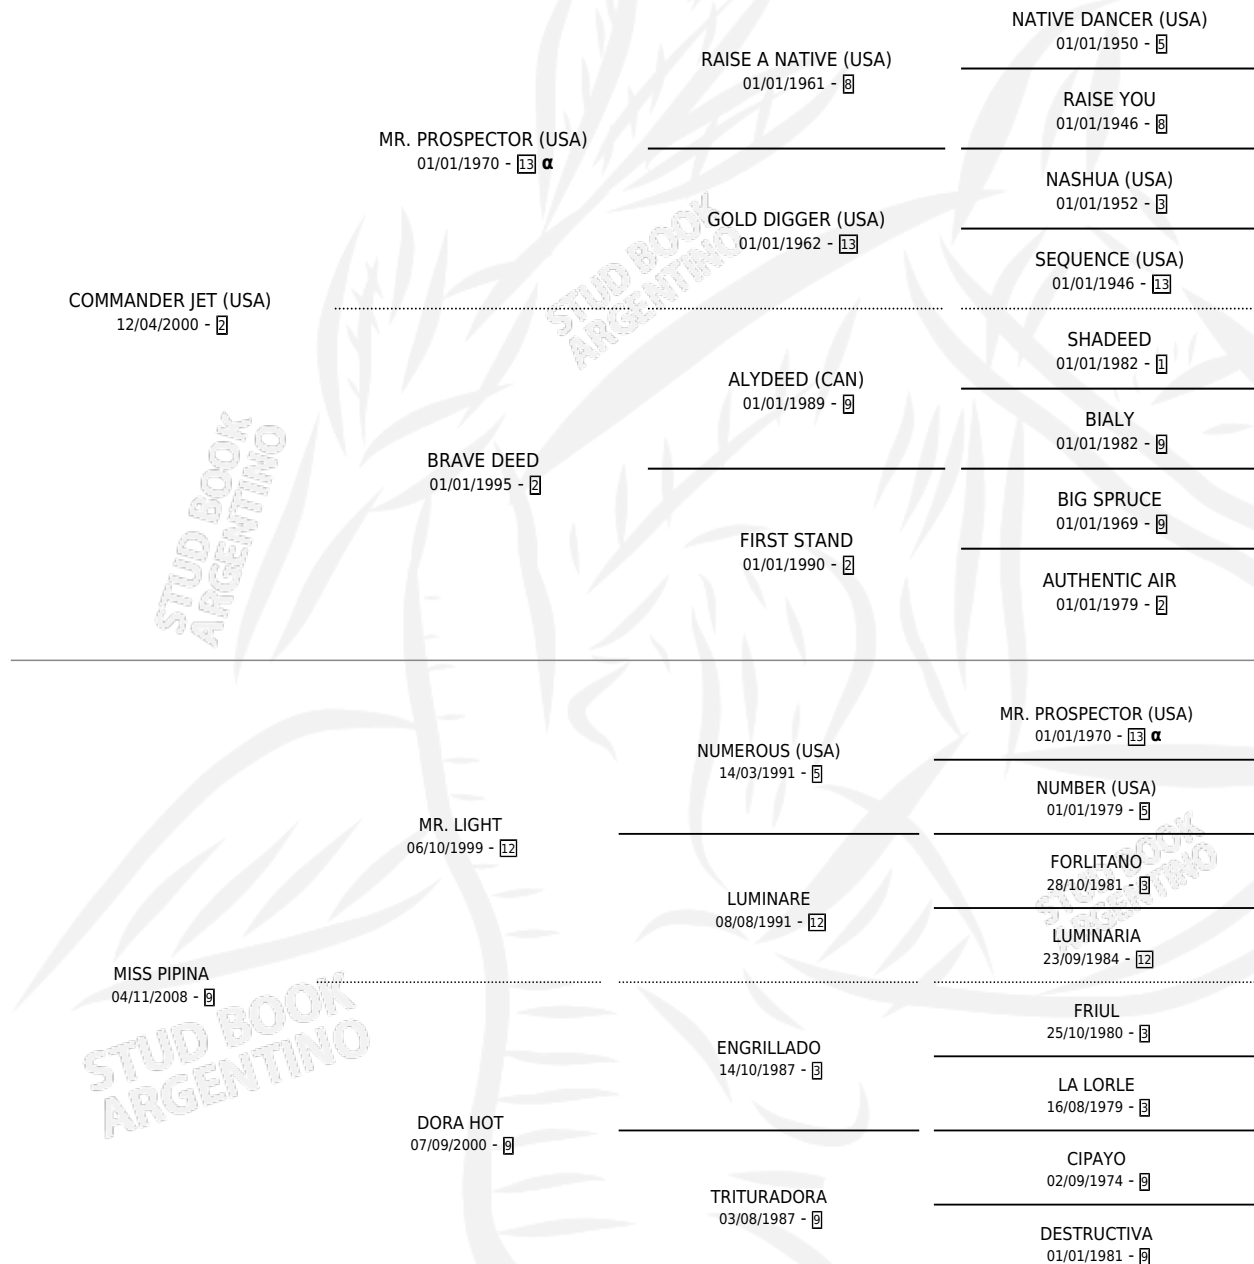 NATIVE DANCER (USA)
01/01/1950 - 5
RAISE A NATIVE (USA)
01/01/1961 - 8
RAISE YOU
01/01/1946 - 8
MR. PROSPECTOR (USA)
01/01/1970 - 13 α
NASHUA (USA)
01/01/1952 - 3
GOLD DIGGER (USA)
01/01/1962 - 13
SEQUENCE (USA)
01/01/1946 - 13
COMMANDER JET (USA)
12/04/2000 - 2
SHADEED
01/01/1982 - 1
ALYDEED (CAN)
01/01/1989 - 9
BIALY
01/01/1982 - 9
BRAVE DEED
01/01/1995 - 2
BIG SPRUCE
01/01/1969 - 9
FIRST STAND
01/01/1990 - 2
AUTHENTIC AIR
01/01/1979 - 2
MR. PROSPECTOR (USA)
01/01/1970 - 13 α
NUMEROUS (USA)
14/03/1991 - 5
NUMBER (USA)
01/01/1979 - 5
MR. LIGHT
06/10/1999 - 12
FORLITANO
28/10/1981 - 3
LUMINARE
08/08/1991 - 12
LUMINARIA
23/09/1984 - 12
MISS PIPINA
04/11/2008 - 9
FRIUL
25/10/1980 - 3
ENGRILLADO
14/10/1987 - 3
LA LORLE
16/08/1979 - 3
DORA HOT
07/09/2000 - 9
CIPAYO
02/09/1974 - 9
TRITURADORA
03/08/1987 - 9
DESTRUCTIVA
01/01/1981 - 9
STUD BOOK
ARGENTINO
STUD BOOK
ARGENTINO
STUD BOOK
ARGENTINO
STUD BOOK
ARGENTINO